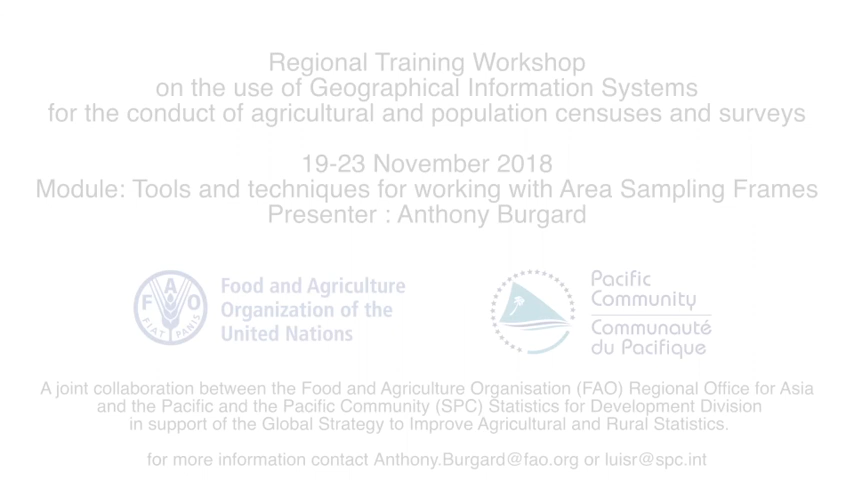 Regional Training Workshop
on the use of Geographical Information Systems
for the conduct of agricultural and population censuses and surveys
19-23 November 2018
Module: Tools and techniques for working with Area Sampling Frames
Presenter : Anthony Burgard
F A O
FIAT PANIS
Food and Agriculture
Organization of the
United Nations
Pacific
Community
Communauté
du Pacifique
A joint collaboration between the Food and Agriculture Organisation (FAO) Regional Office for Asia
and the Pacific and the Pacific Community (SPC) Statistics for Development Division
in support of the Global Strategy to Improve Agricultural and Rural Statistics.
for more information contact Anthony.Burgard@fao.org or luisr@spc.int